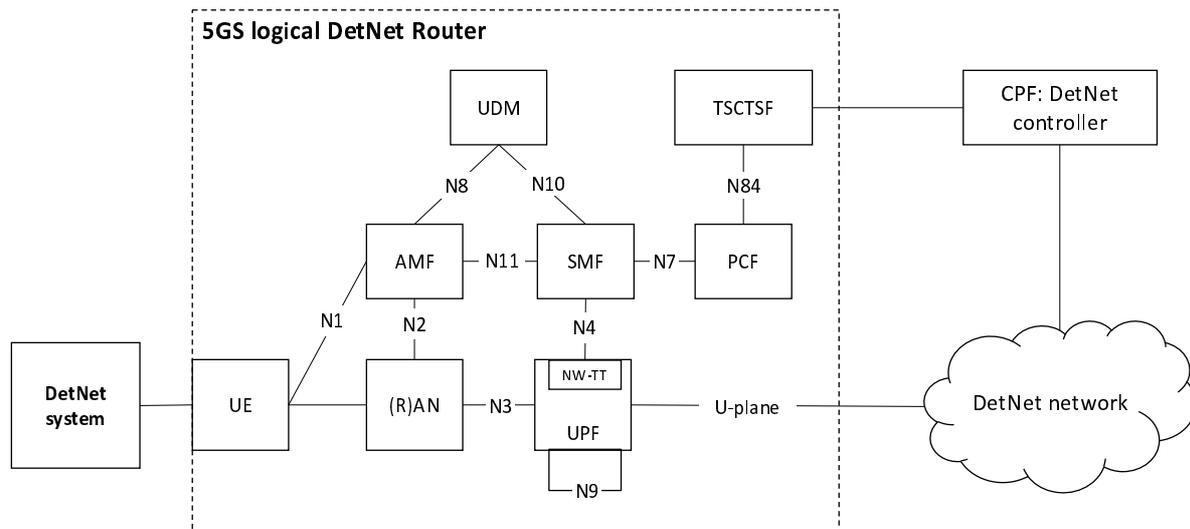 5GS logical DetNet Router
UDM
TSCTSF
CPF: DetNet
controller
N8
N10
N84
AMF
N11
SMF
N7
PCF
N1
N2
N4
DetNet
system
UE
(R)AN
N3
NW-TT
UPF
U-plane
DetNet network
N9